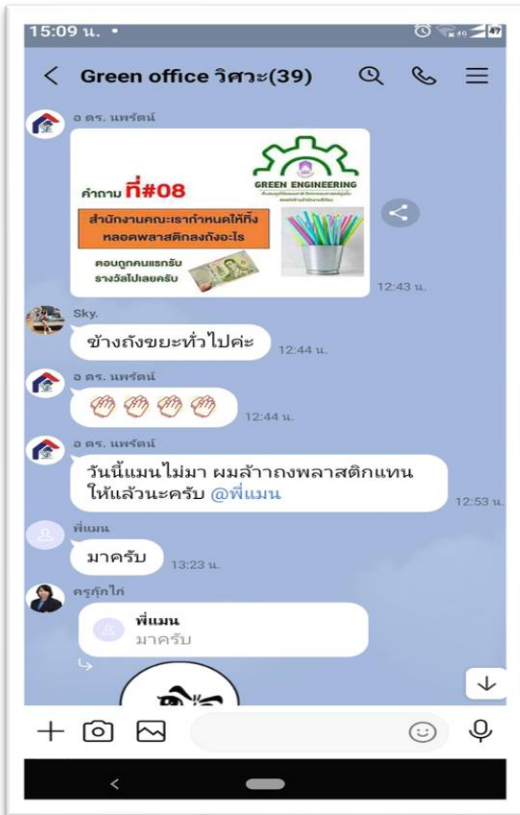 15:09 น.
47
Green office วิศวะ(39)
อ ดร. นพรัตน์
คำถาม ที่#08
GREEN ENGINEERING
สำนักงานคณะเรากำหนดให้ทิ้ง
หลอดพลาสติกลงถังอะไร
ตอบถูกคนแรกรับ
รางวัลไปเลยครับ
12:43 น.
Sky.
ข้างถังขยะทั่วไปค่ะ
12:44 น.
อ ดร. นพรัตน์
12:44 น.
อ ดร. นพรัตน์
วันนี้แมนไม่มา ผมล้าาถงพลาสติกแทน
ให้แล้วนะครับ @พี่แมน
12:53 น.
พี่แมน
มาครับ
13:23 น.
ครูกุ๊กไก่
พี่แมน
มาครับ